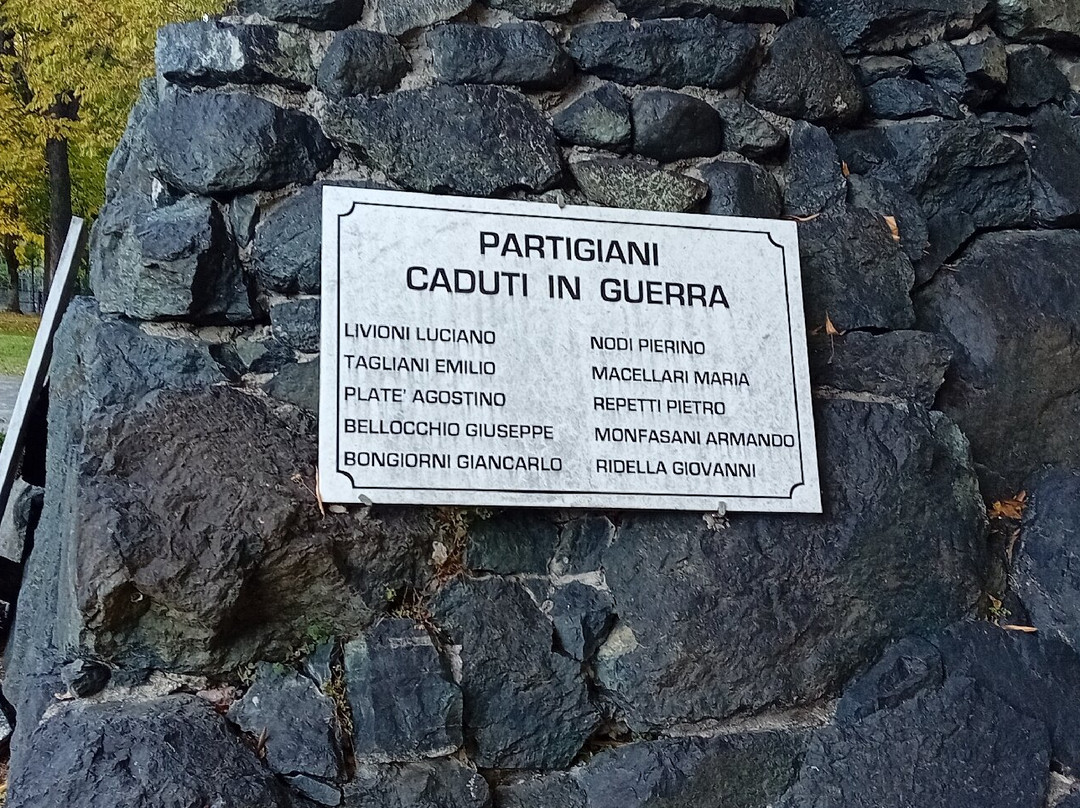 PARTIGIANI
CADUTI IN GUERRA
LIVIONI LUCIANO
TAGLIANI EMILIO
PLATE' AGOSTINO
BELLOCCHIO GIUSEPPE
BONGIORNI GIANCARLO
NODI PIERINO
MACELLARI MARIA
REPETTI PIETRO
MONFASANI ARMANDO
RIDELLA GIOVANNI